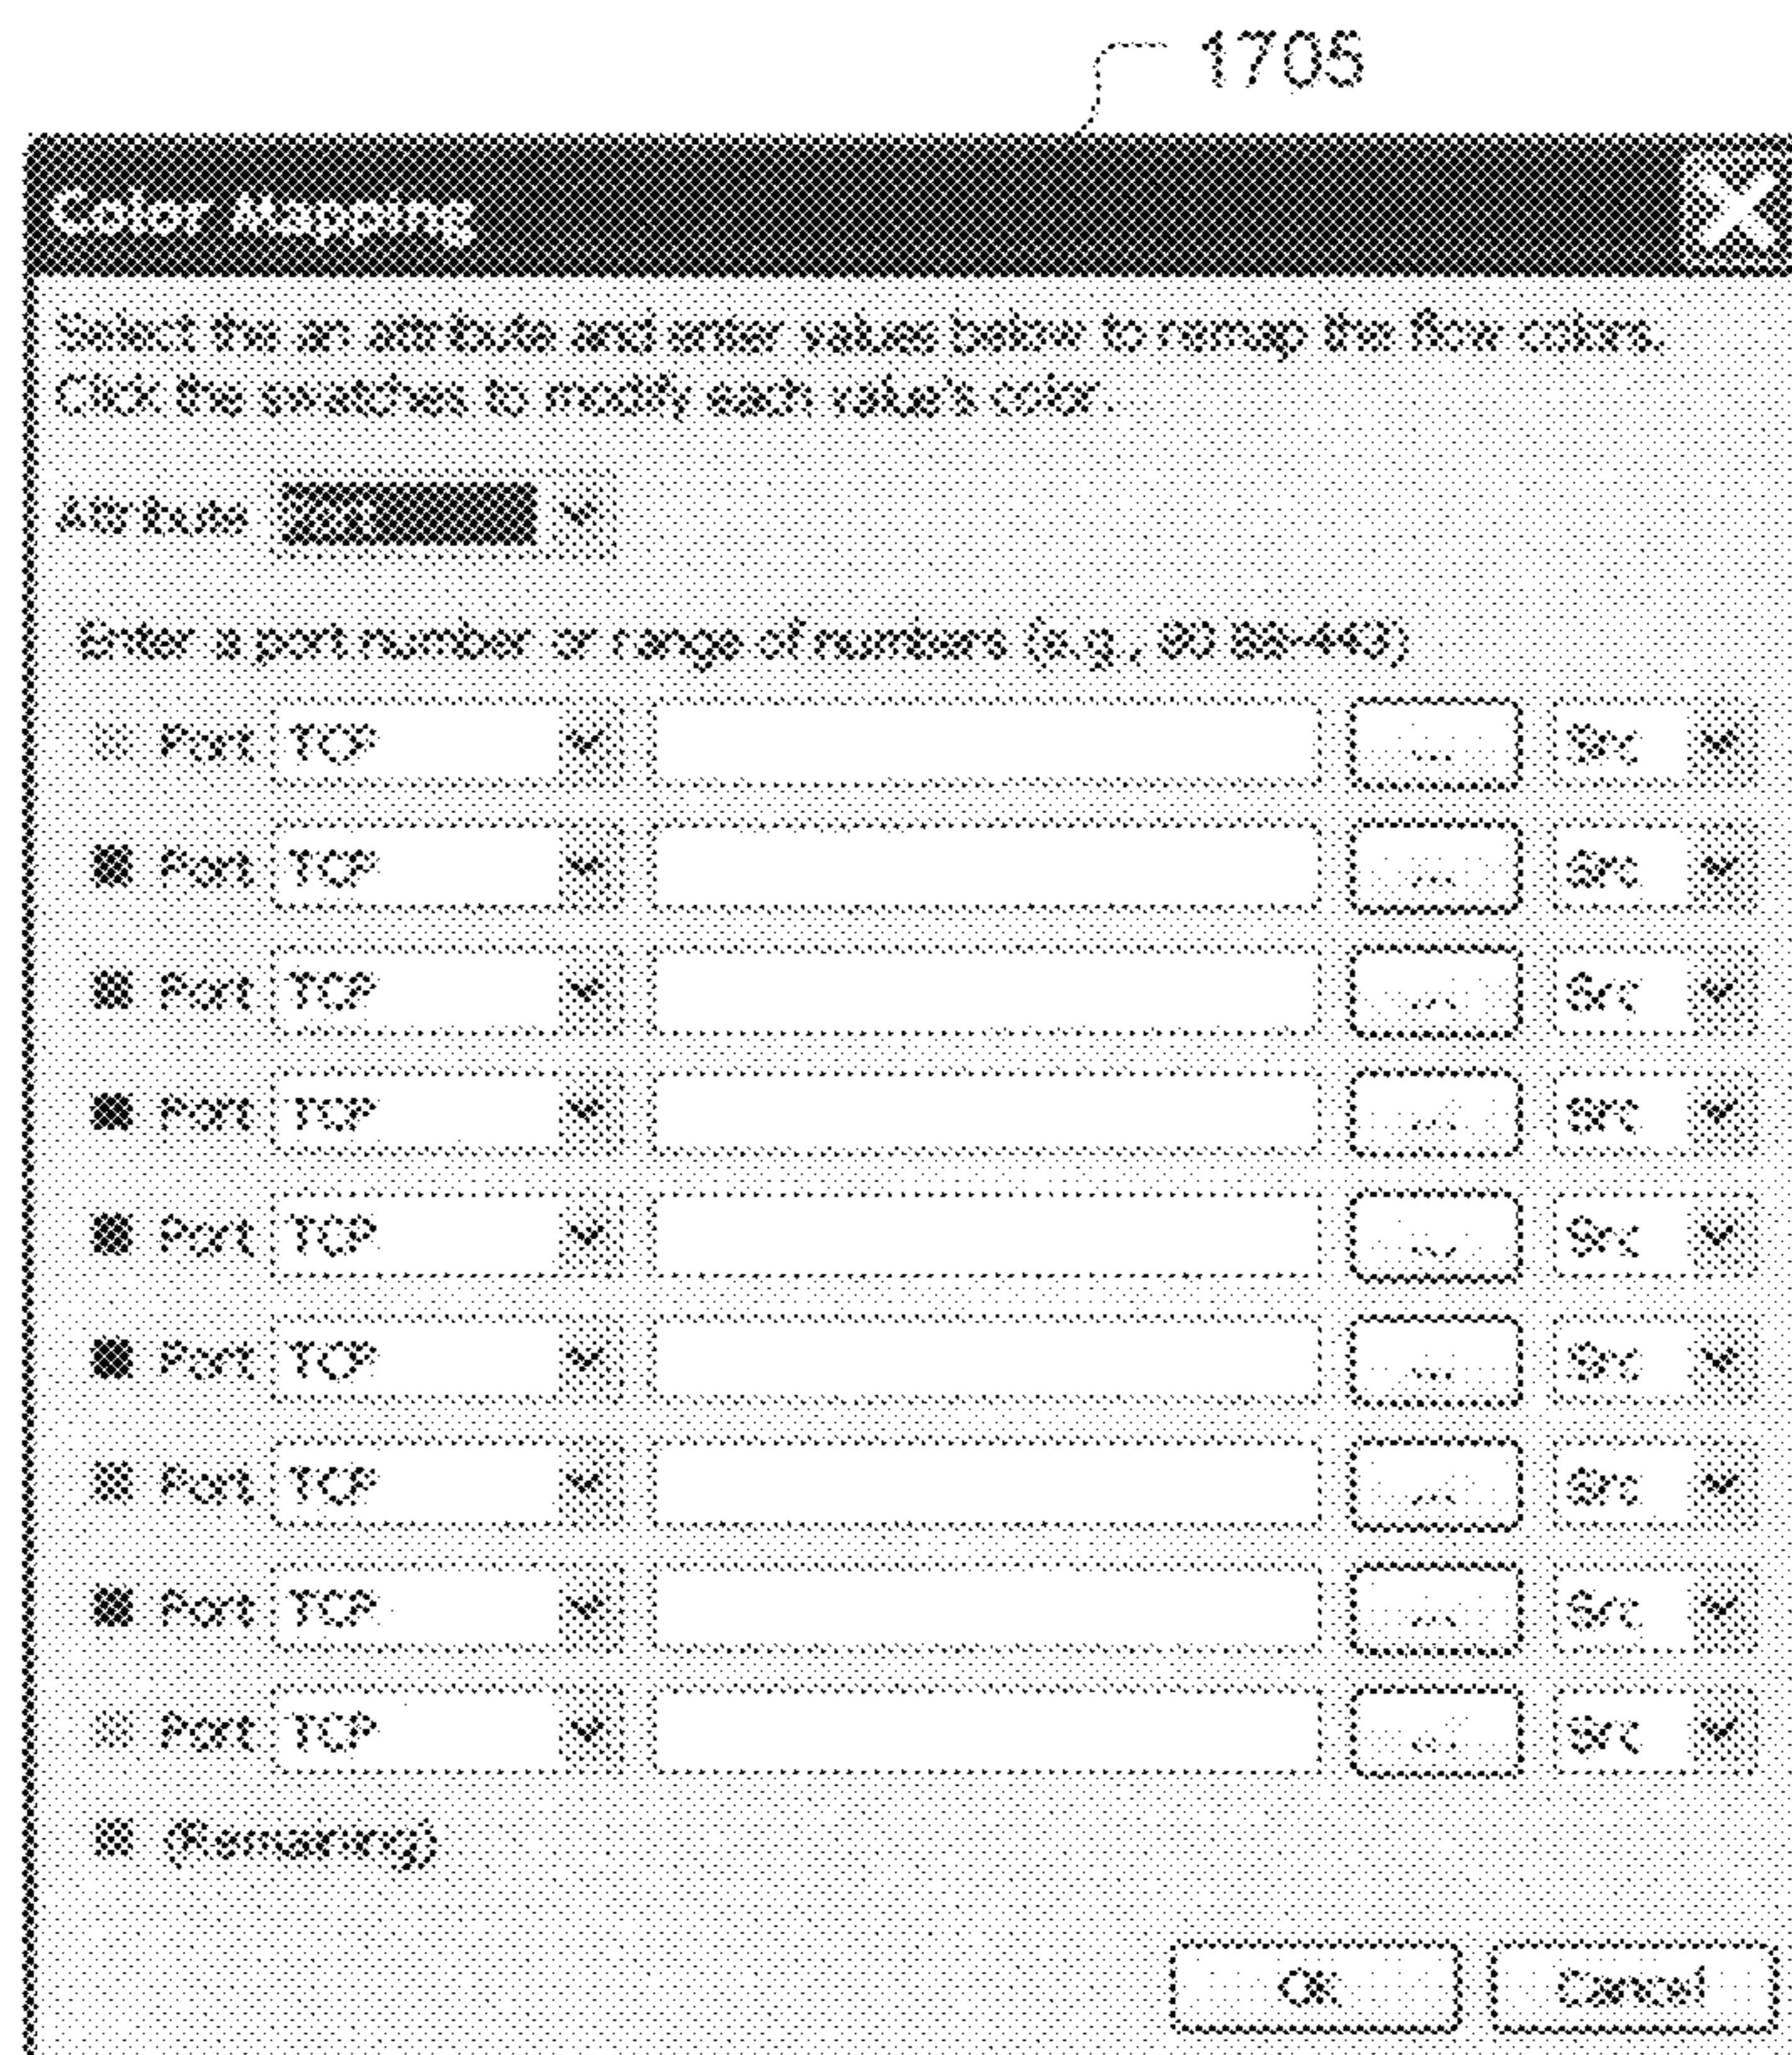 1705
Color Mapping
Select the an attribute and enter values below to remap the flow colors.
Click the swatches to modify each value's color.
Attribute
Enter a port number or range of numbers (e.g., 80 88-443)
Port TCP ... Src
Port TCP ... Src
Port TCP ... Src
Port TCP ... Src
Port TCP ... Src
Port TCP ... Src
Port TCP ... Src
Port TCP ... Src
Port TCP ... Src
(Remaining)
OK Cancel